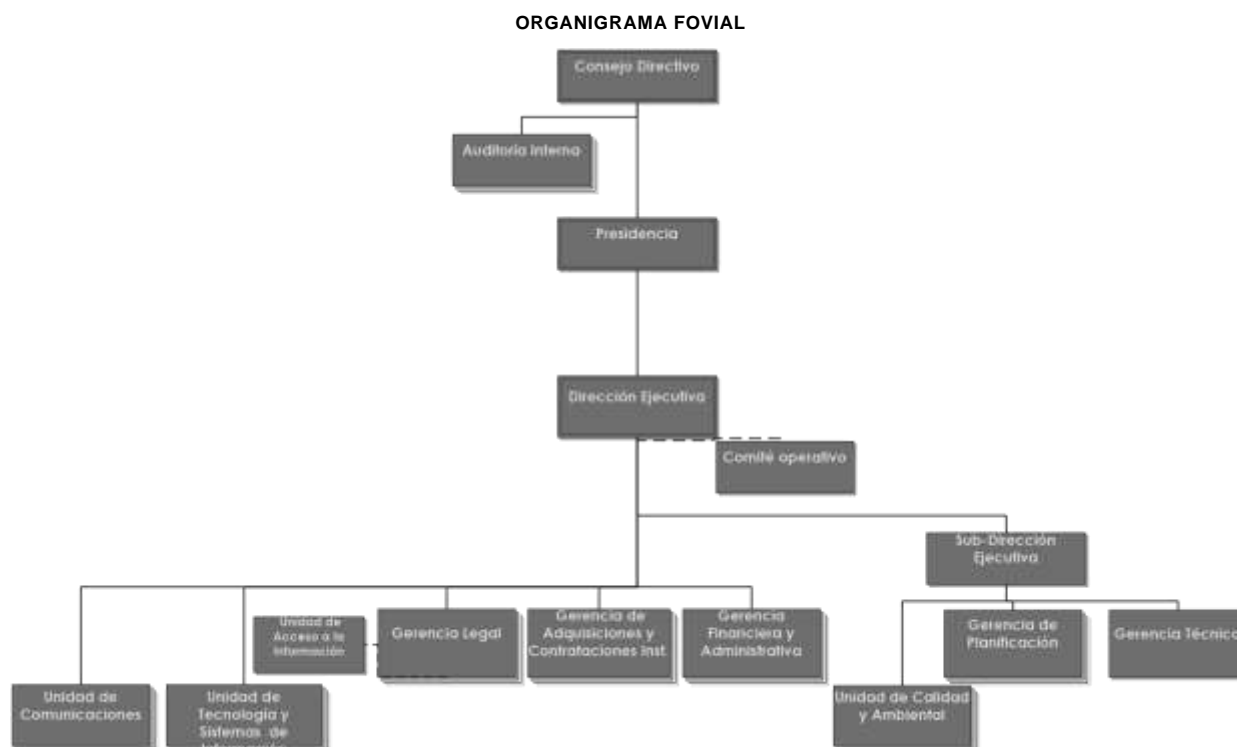 ORGANIGRAMA FOVIAL
Consejo Directivo
Auditoria Interna
Presidencia
Dirección Ejecutiva
Comité operativo
Sub-Dirección
Ejecutiva
Unidad de
Acceso a la
Información
Gerencia Legal
Gerencia de
Adquisiciones y
Contrataciones Inst.
Gerencia
Financiera y
Administrativa
Gerencia de
Planificación
Gerencia Técnica
Unidad de
Comunicaciones
Unidad de
Tecnología y
Sistemas de
Información
Unidad de Calidad
y Ambiental